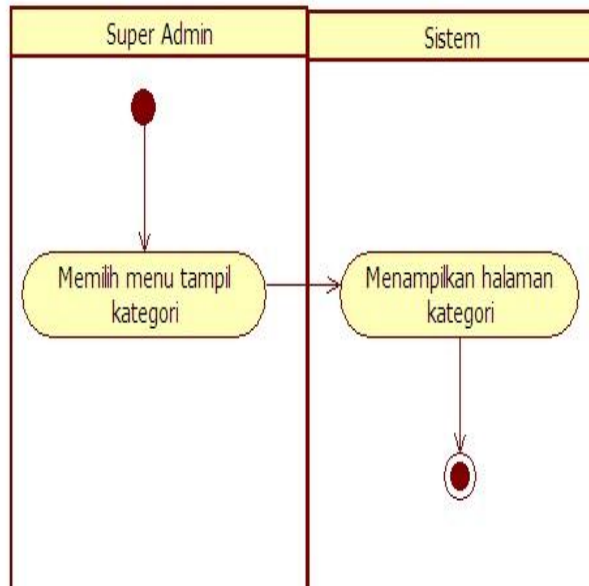 Super Admin
Sistem
Memilih menu tampil
kategori
Menampilkan halaman
kategori